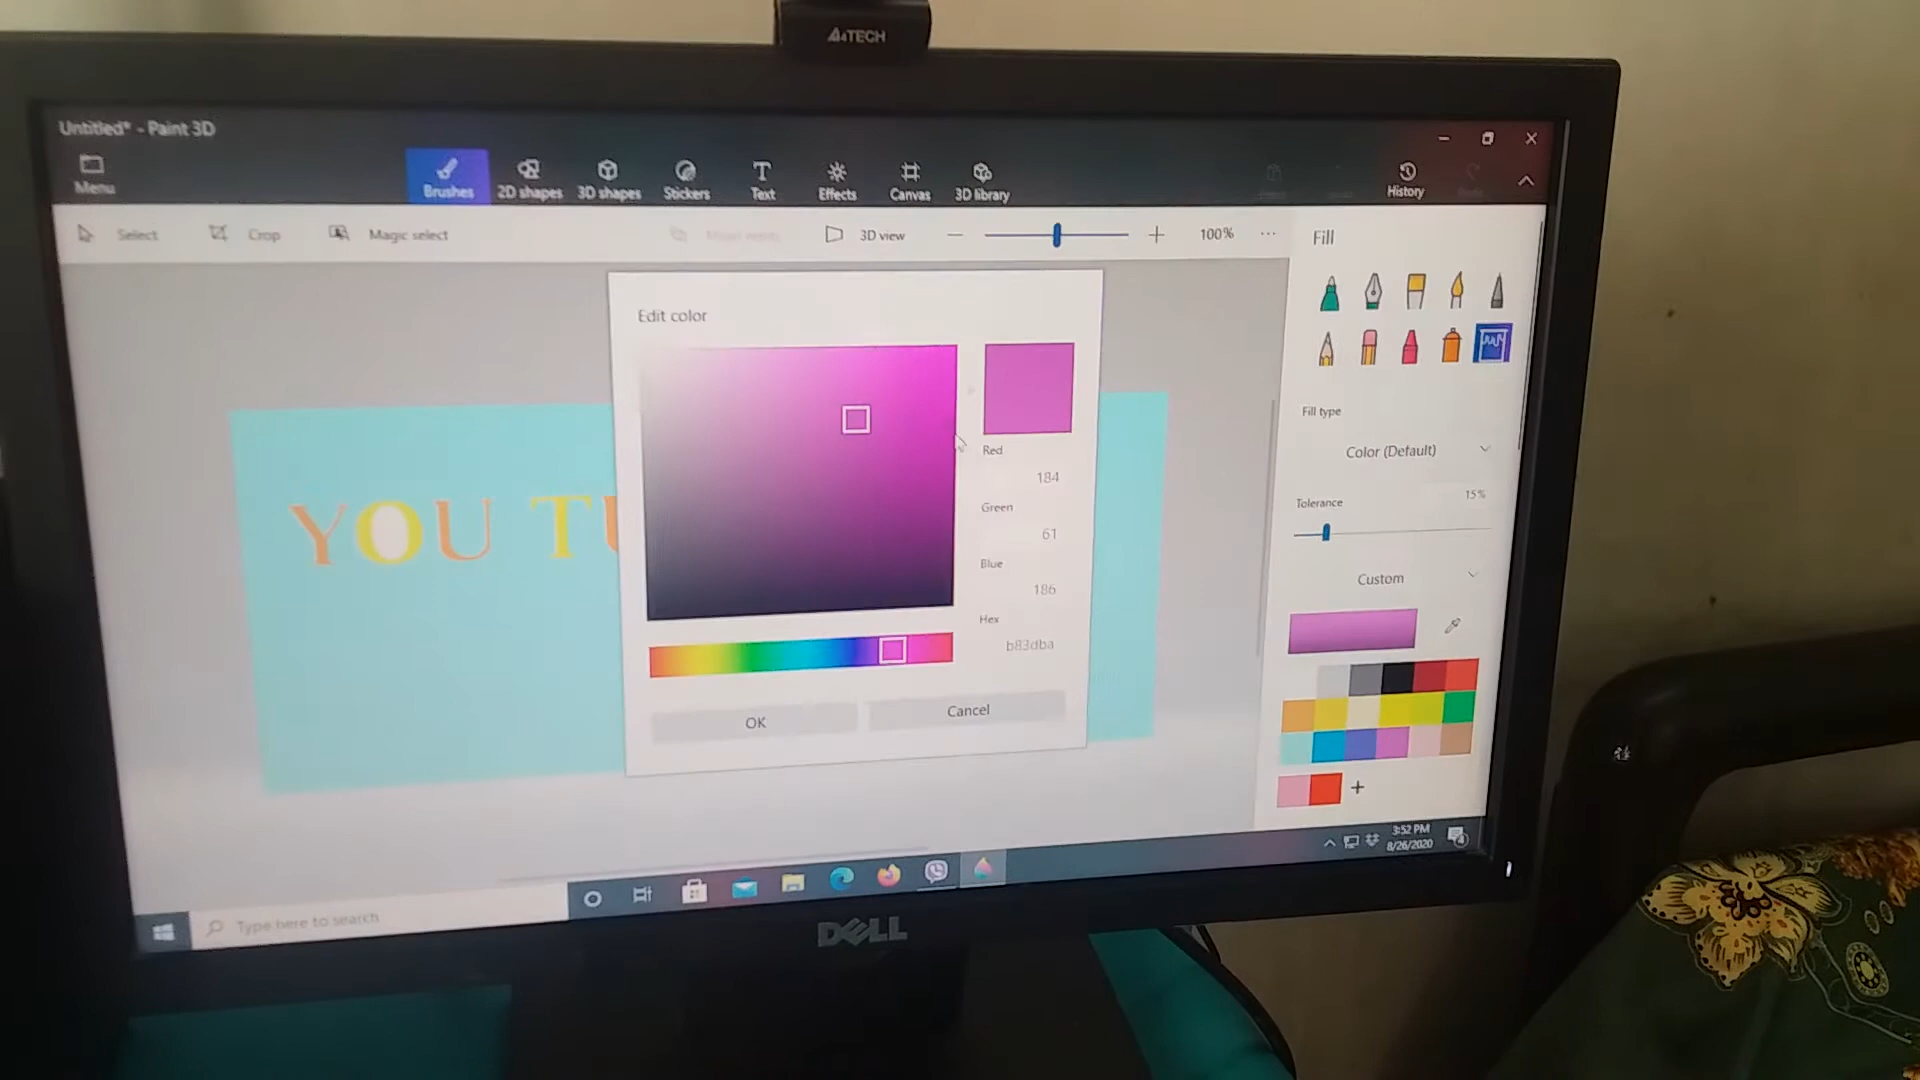 A4TECH
Untitled* - Paint 3D
Menu
Brushes
2D shapes
3D shapes
Stickers
Text
Effects
Canvas
3D library
History
Select
Crop
Magic select
3D view
100%
Fill
Edit color
Red
184
Green
61
Blue
186
Hex
b83dba
OK
Cancel
YOU TU
Fill type
Color (Default)
Tolerance
15%
Custom
3:52 PM
8/26/2020
4
Type here to search
DELL